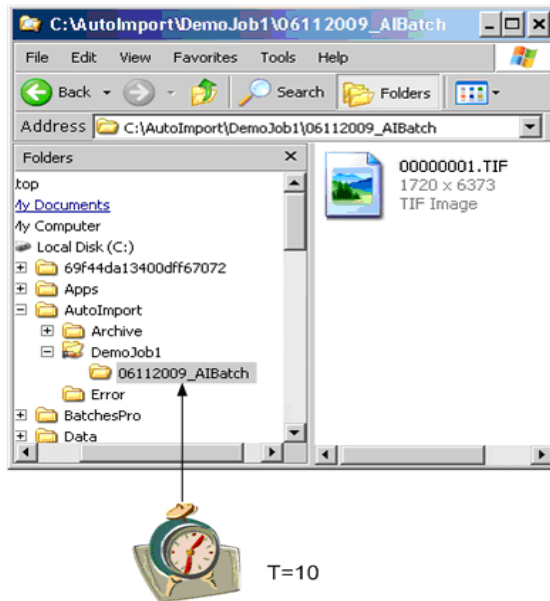 C:\AutoImport\DemoJob1\06112009_AIBatch
File Edit View Favorites Tools Help
Back Search Folders
Address C:\AutoImport\DemoJob1\06112009_AIBatch
Folders
top
My Documents
My Computer
Local Disk (C:)
69f44da13400dff67072
Apps
AutoImport
Archive
DemoJob1
06112009_AIBatch
Error
BatchesPro
Data
00000001.TIF
1720 x 6373
TIF Image
T=10